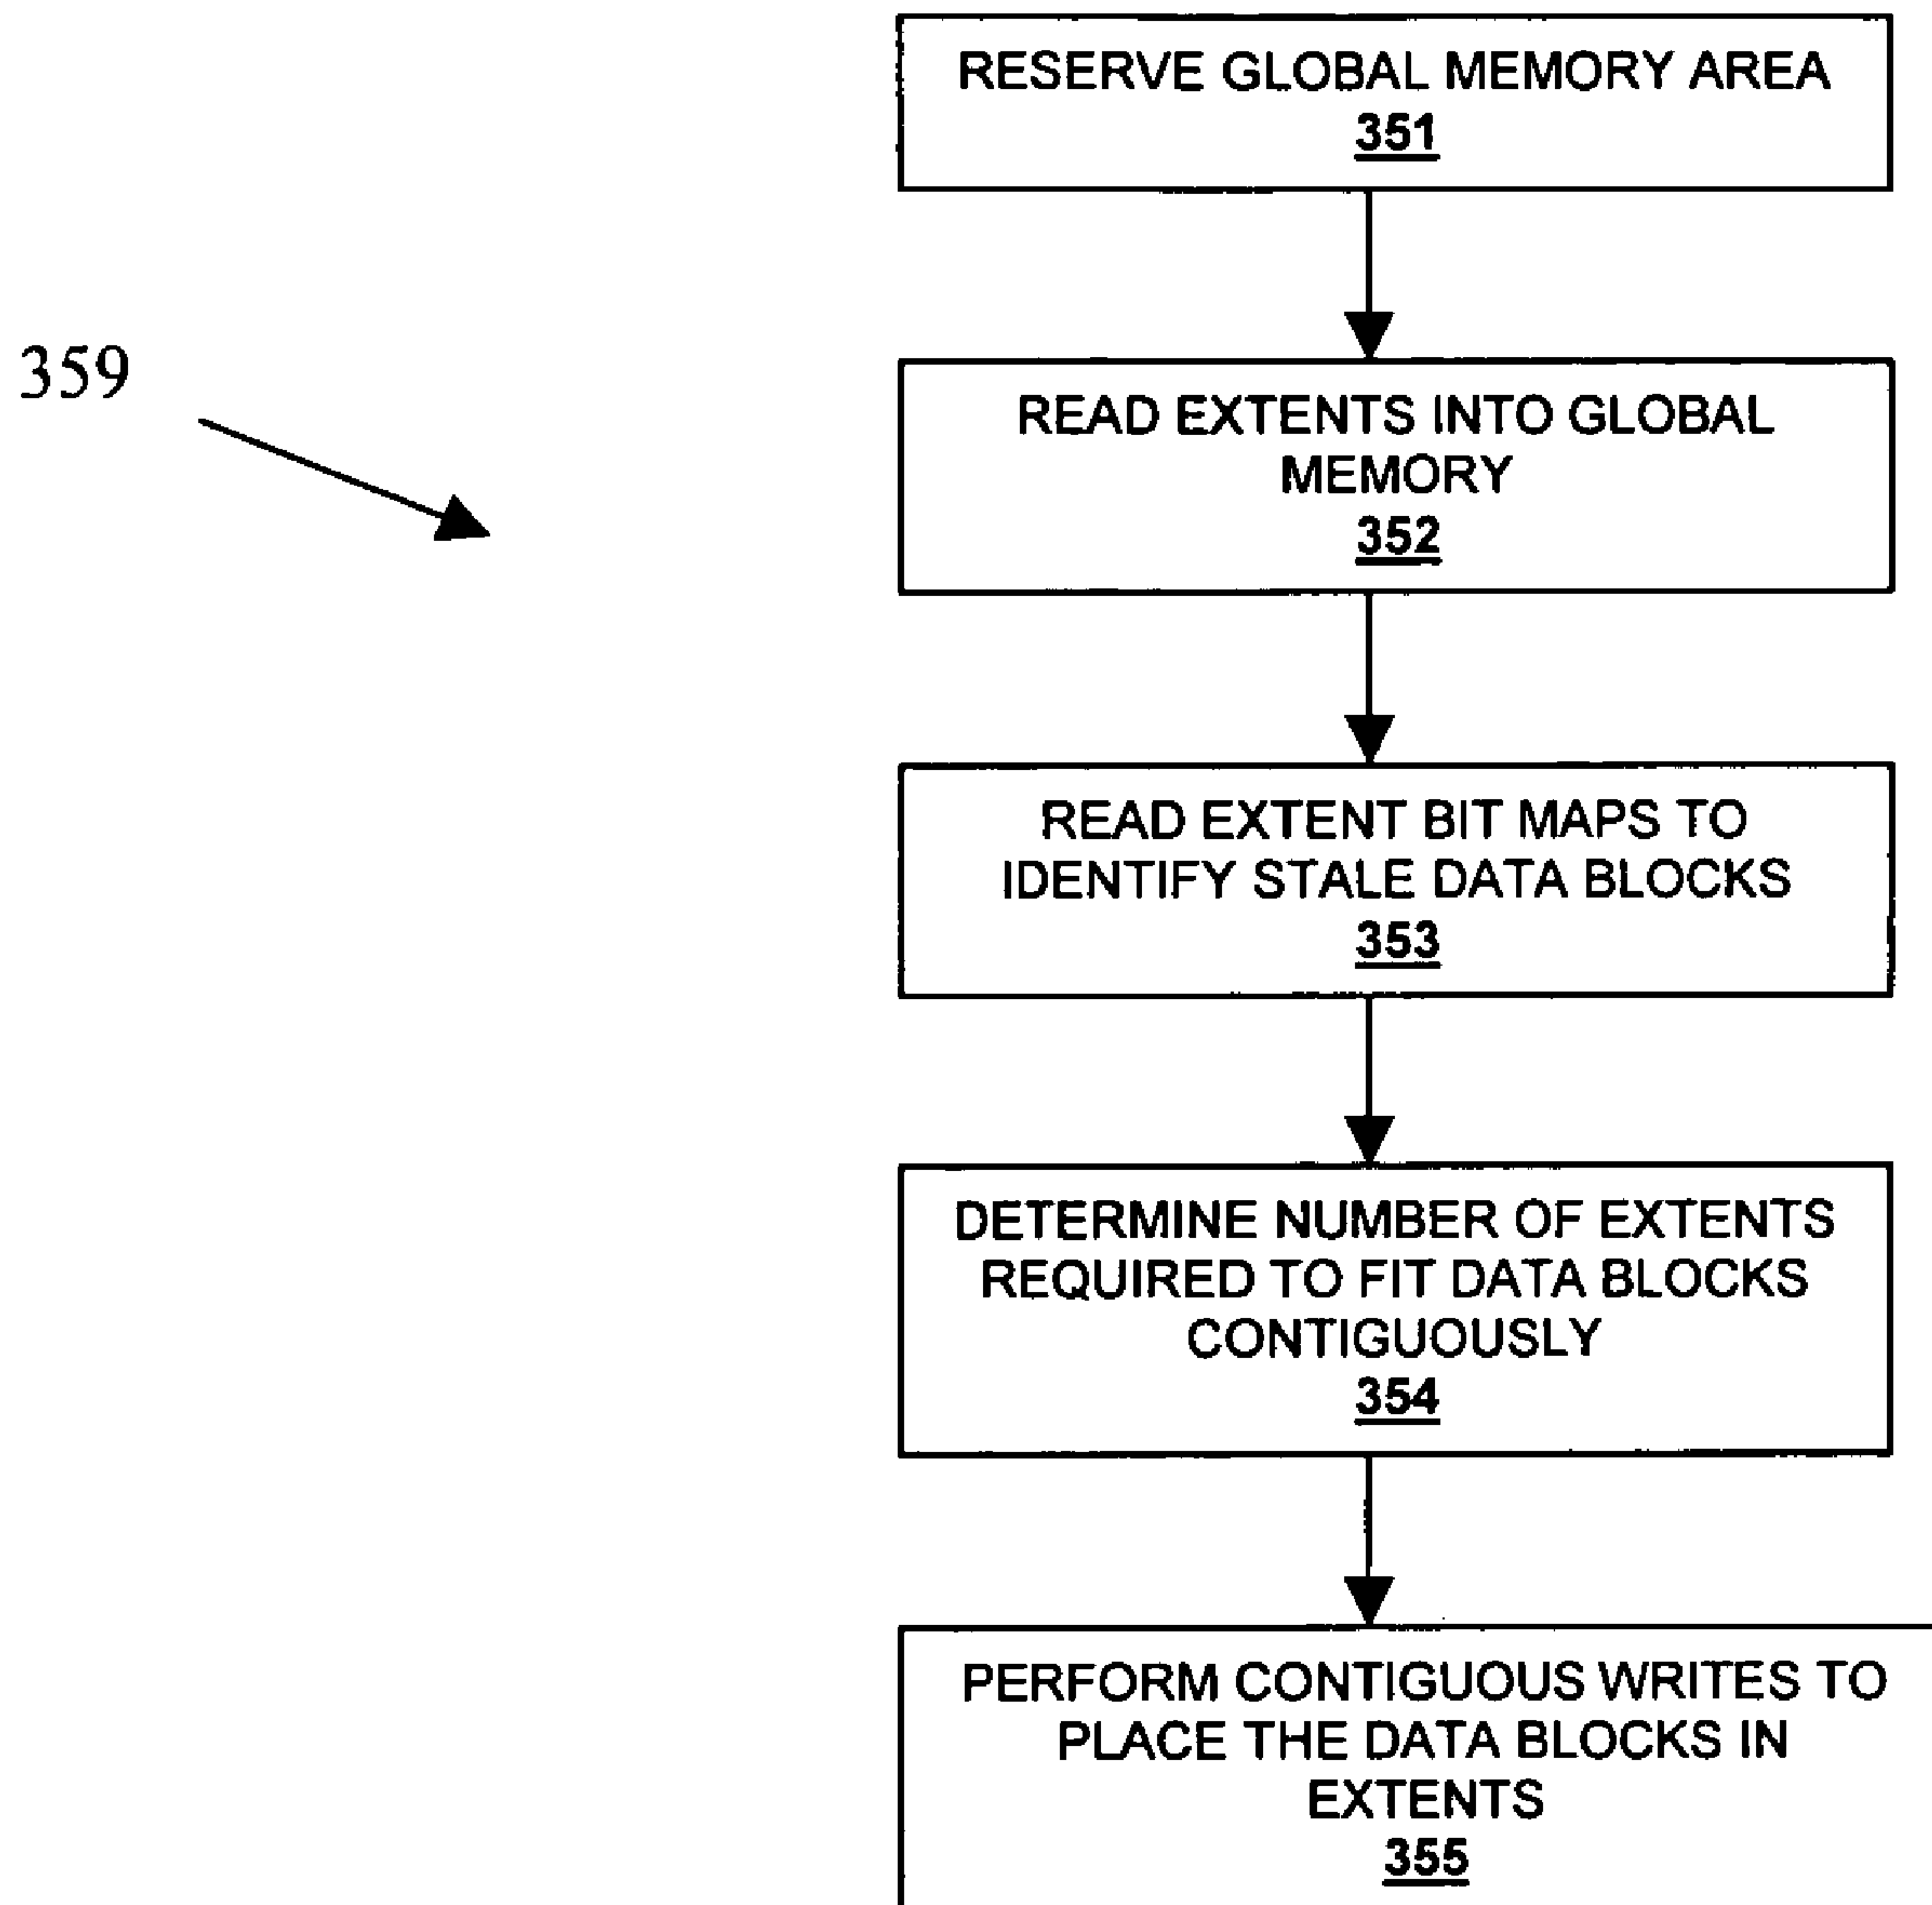 RESERVE GLOBAL MEMORY AREA
351
359
READ EXTENTS INTO GLOBAL
MEMORY
352
READ EXTENT BIT MAPS TO
IDENTIFY STALE DATA BLOCKS
353
DETERMINE NUMBER OF EXTENTS
REQUIRED TO FIT DATA BLOCKS
CONTIGUOUSLY
354
PERFORM CONTIGUOUS WRITES TO
PLACE THE DATA BLOCKS IN
EXTENTS
355